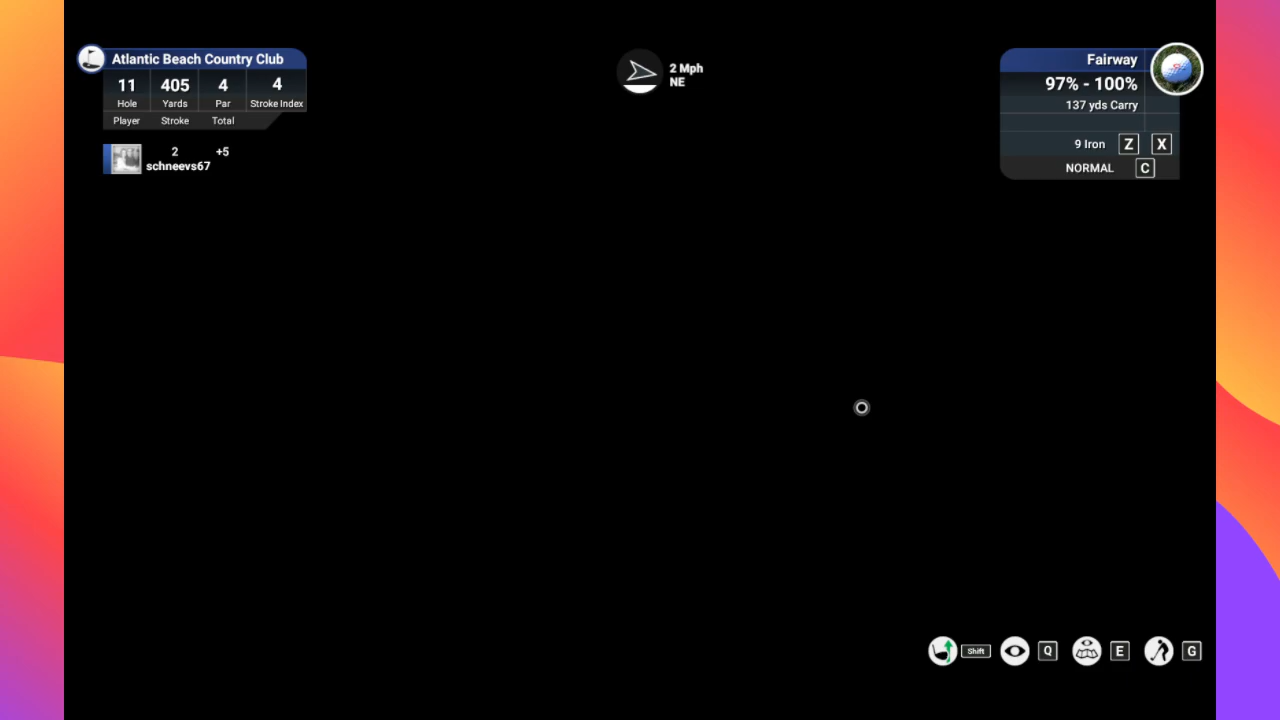 Atlantic Beach Country Club
11 405 4 4
Hole Yards Par Stroke Index
Player Stroke Total
2 +5
schneevs67
2 Mph
NE
Fairway
97% - 100%
137 yds Carry
9 Iron Z X
NORMAL C
Shift Q E G